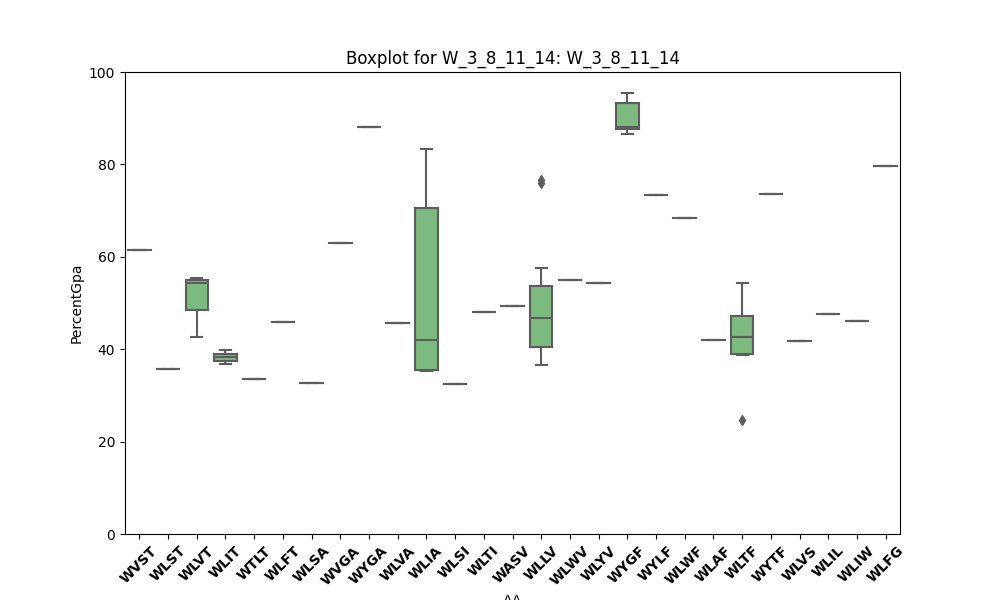 Boxplot for W_3_8_11_14: W_3_8_11_14
PercentGpa
100
80
60
40
20
0
WVST WLST WLVT WLIT WTLT WLFT WLSA WVGA WYGA WLVA WLIA WLSI WLTI WASV WLLV WLWV WLYV WYGF WYLF WLWF WLAF WLTF WYTF WLVS WLIL WLIW WLFG
AA